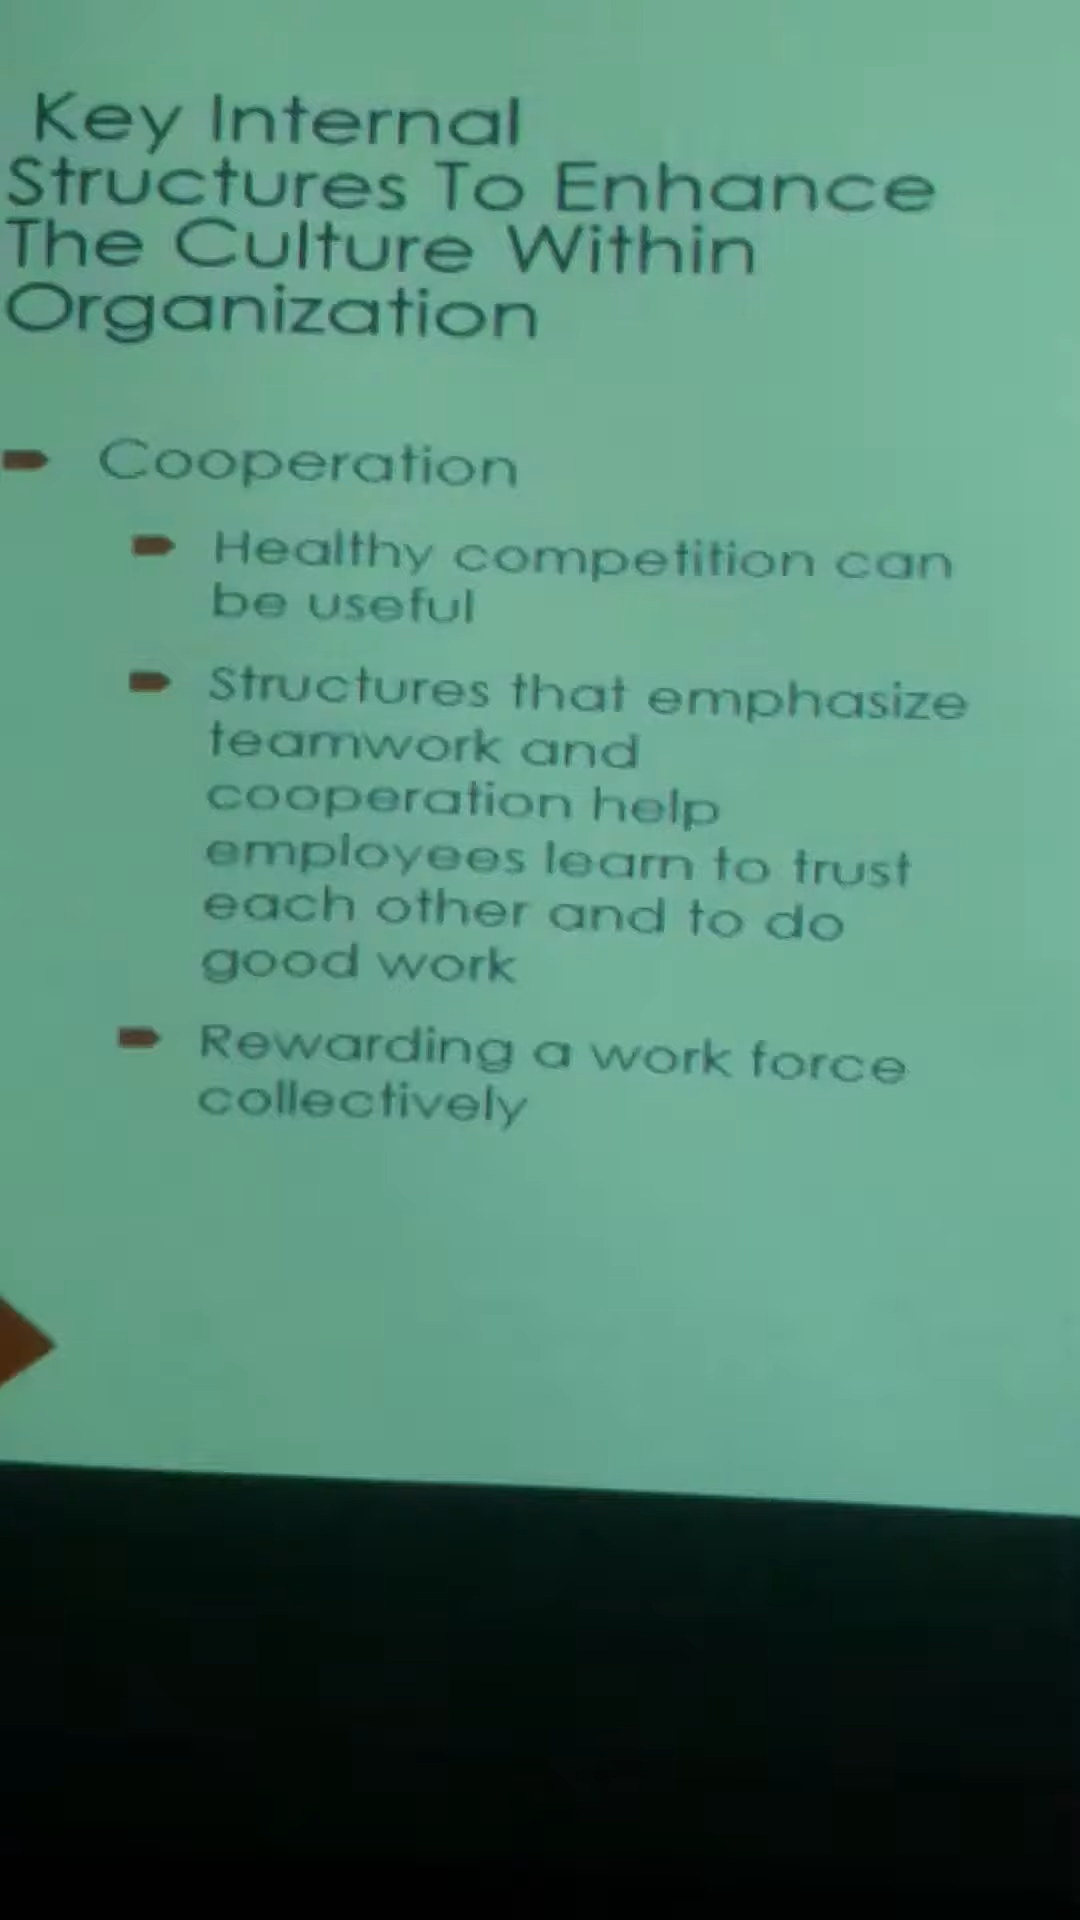 Key Internal
Structures To Enhance
The Culture Within
Organization
Cooperation
Healthy competition can
be useful
Structures that emphasize
teamwork and
cooperation help
employees learn to trust
each other and to do
good work
Rewarding a work force
collectively